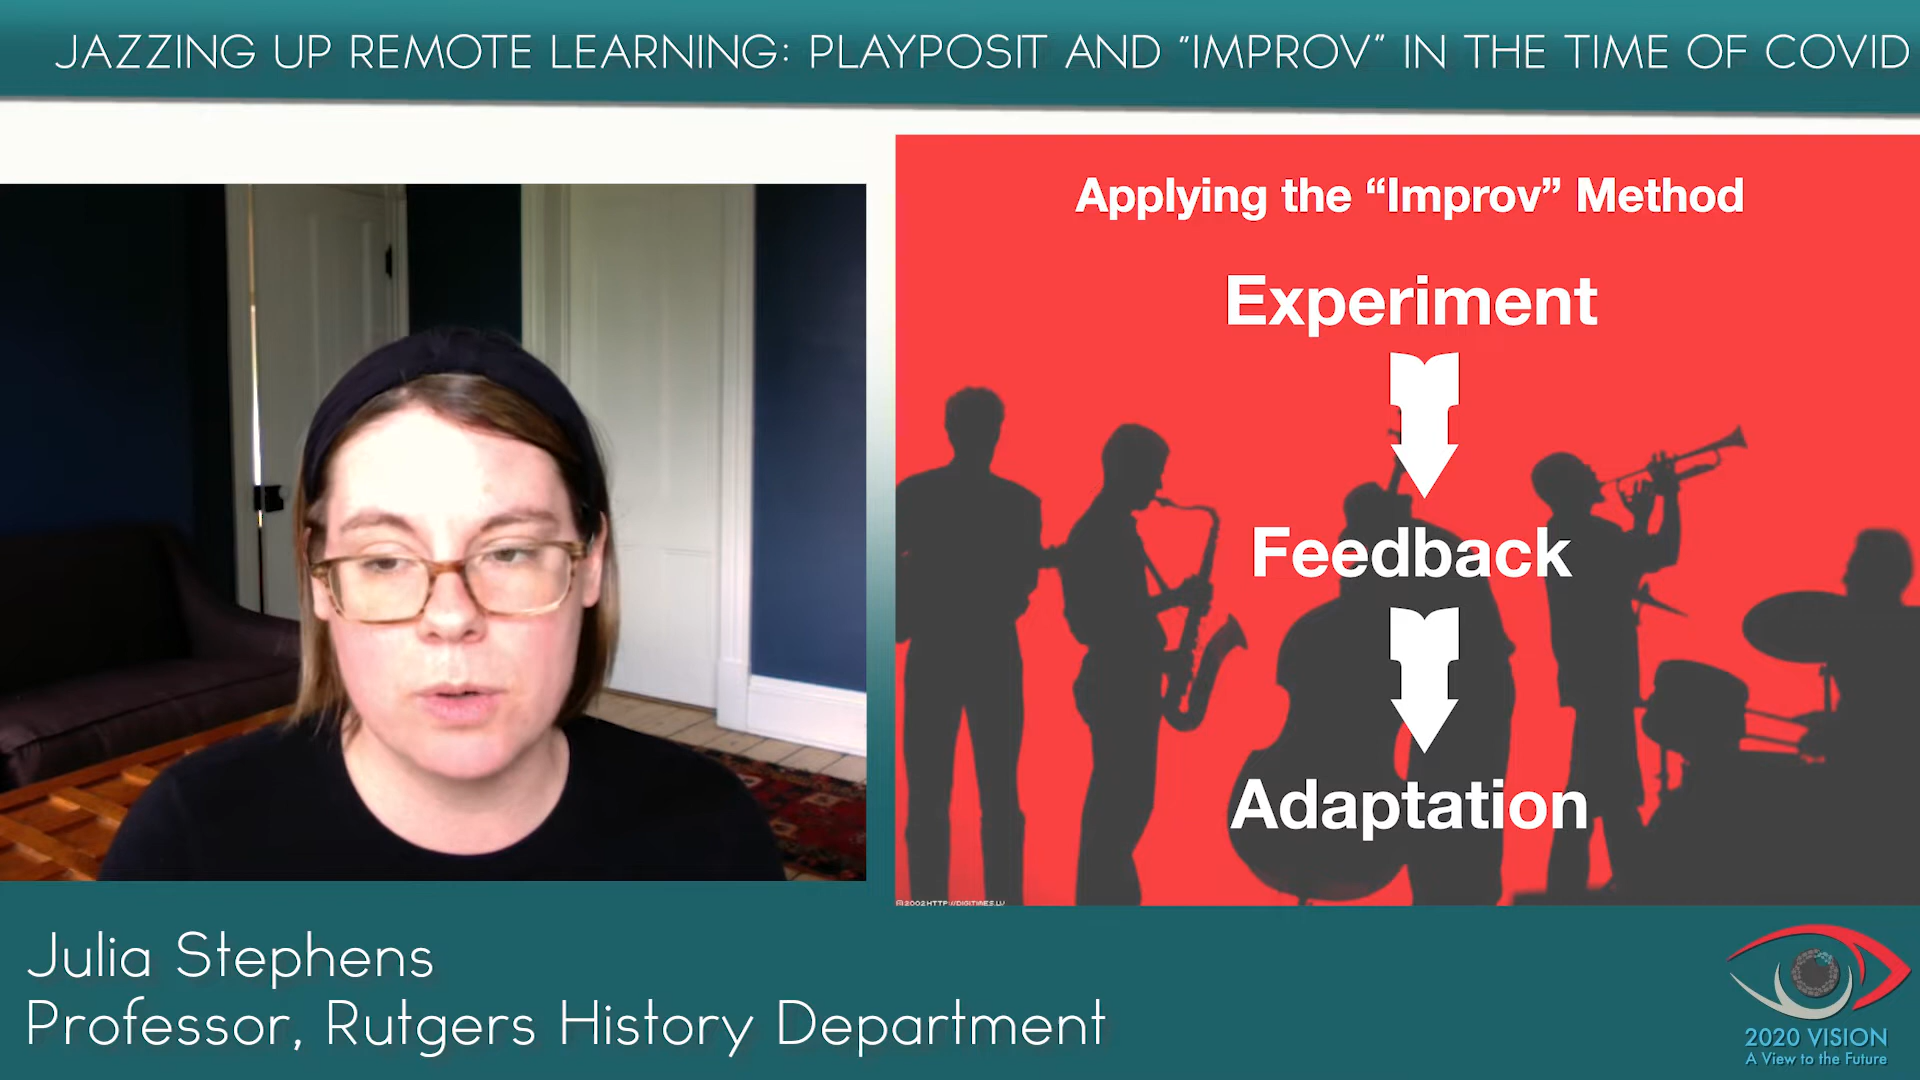 JAZZING UP REMOTE LEARNING: PLAYPOSIT AND “IMPROV” IN THE TIME OF COVID
Applying the “Improv” Method
Experiment
Feedback
Adaptation
Julia Stephens
Professor, Rutgers History Department
2020 VISION
A View to the Future